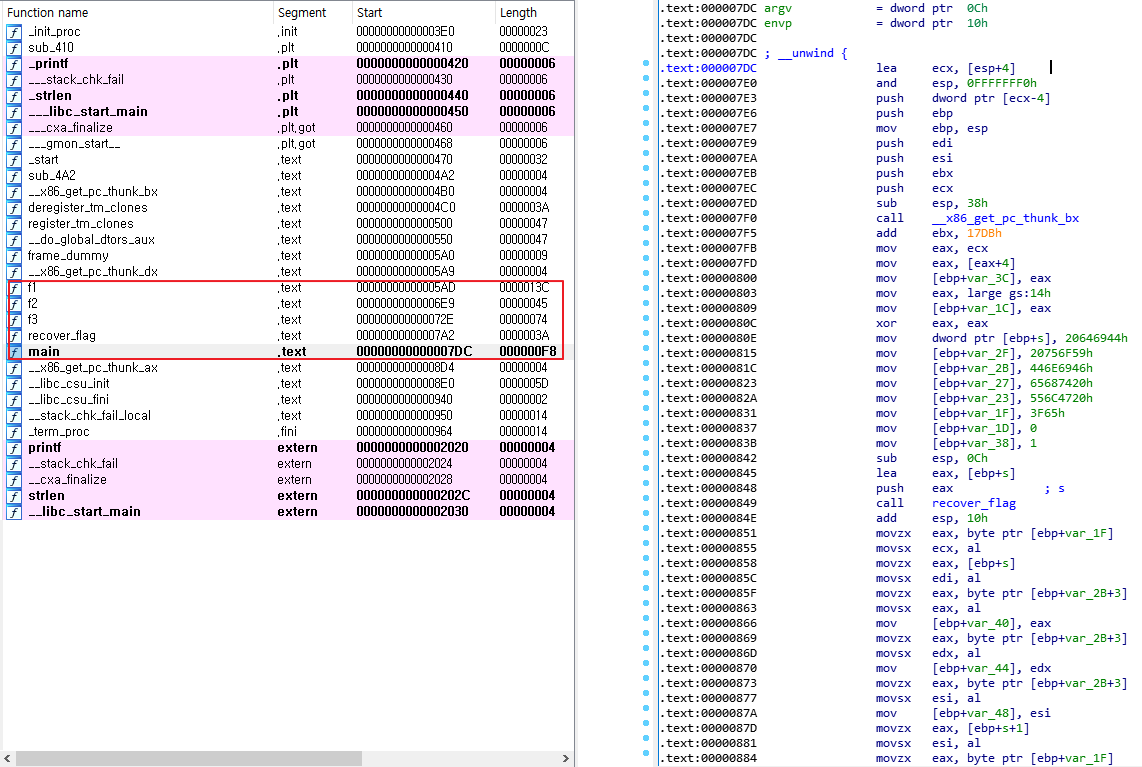 Function name Segment Start Length
_init_proc .init 00000000000003E0 00000023
sub_410 .plt 0000000000000410 0000000C
_printf .plt 0000000000000420 00000006
___stack_chk_fail .plt 0000000000000430 00000006
_strlen .plt 0000000000000440 00000006
___libc_start_main .plt 0000000000000450 00000006
___cxa_finalize .plt.got 0000000000000460 00000006
___gmon_start__ .plt.got 0000000000000468 00000006
_start .text 0000000000000470 00000032
sub_4A2 .text 00000000000004A2 00000004
__x86_get_pc_thunk_bx .text 00000000000004B0 00000004
deregister_tm_clones .text 00000000000004C0 0000003A
register_tm_clones .text 0000000000000500 00000047
__do_global_dtors_aux .text 0000000000000550 00000047
frame_dummy .text 00000000000005A0 00000009
__x86_get_pc_thunk_dx .text 00000000000005A9 00000004
f1 .text 00000000000005AD 0000013C
f2 .text 00000000000006E9 00000045
f3 .text 000000000000072E 00000074
recover_flag .text 00000000000007A2 0000003A
main .text 00000000000007DC 000000F8
__x86_get_pc_thunk_ax .text 00000000000008D4 00000004
__libc_csu_init .text 00000000000008E0 0000005D
__libc_csu_fini .text 0000000000000940 00000002
__stack_chk_fail_local .text 0000000000000950 00000014
_term_proc .fini 0000000000000964 00000014
printf extern 0000000000002020 00000004
__stack_chk_fail extern 0000000000002024 00000004
__cxa_finalize extern 0000000000002028 00000004
strlen extern 000000000000202C 00000004
__libc_start_main extern 0000000000002030 00000004
.text:000007DC argv = dword ptr 0Ch
.text:000007DC envp = dword ptr 10h
.text:000007DC
.text:000007DC ; __unwind {
.text:000007DC lea ecx, [esp+4]
.text:000007E0 and esp, 0FFFFFFF0h
.text:000007E3 push dword ptr [ecx-4]
.text:000007E6 push ebp
.text:000007E7 mov ebp, esp
.text:000007E9 push edi
.text:000007EA push esi
.text:000007EB push ebx
.text:000007EC push ecx
.text:000007ED sub esp, 38h
.text:000007F0 call __x86_get_pc_thunk_bx
.text:000007F5 add ebx, 17DBh
.text:000007FB mov eax, ecx
.text:000007FD mov eax, [eax+4]
.text:00000800 mov [ebp+var_3C], eax
.text:00000803 mov eax, large gs:14h
.text:00000809 mov [ebp+var_1C], eax
.text:0000080C xor eax, eax
.text:0000080E mov dword ptr [ebp+s], 20646944h
.text:00000815 mov [ebp+var_2F], 20756F59h
.text:0000081C mov [ebp+var_2B], 446E6946h
.text:00000823 mov [ebp+var_27], 65687420h
.text:0000082A mov [ebp+var_23], 556C4720h
.text:00000831 mov [ebp+var_1F], 3F65h
.text:00000837 mov [ebp+var_1D], 0
.text:0000083B mov [ebp+var_38], 1
.text:00000842 sub esp, 0Ch
.text:00000845 lea eax, [ebp+s]
.text:00000848 push eax ; s
.text:00000849 call recover_flag
.text:0000084E add esp, 10h
.text:00000851 movzx eax, byte ptr [ebp+var_1F]
.text:00000855 movsx ecx, al
.text:00000858 movzx eax, [ebp+s]
.text:0000085C movsx edi, al
.text:0000085F movzx eax, byte ptr [ebp+var_2B+3]
.text:00000863 movsx eax, al
.text:00000866 mov [ebp+var_40], eax
.text:00000869 movzx eax, byte ptr [ebp+var_2B+3]
.text:0000086D movsx edx, al
.text:00000870 mov [ebp+var_44], edx
.text:00000873 movzx eax, byte ptr [ebp+var_2B+3]
.text:00000877 movsx esi, al
.text:0000087A mov [ebp+var_48], esi
.text:0000087D movzx eax, [ebp+s+1]
.text:00000881 movsx esi, al
.text:00000884 movzx eax, byte ptr [ebp+var_1F]